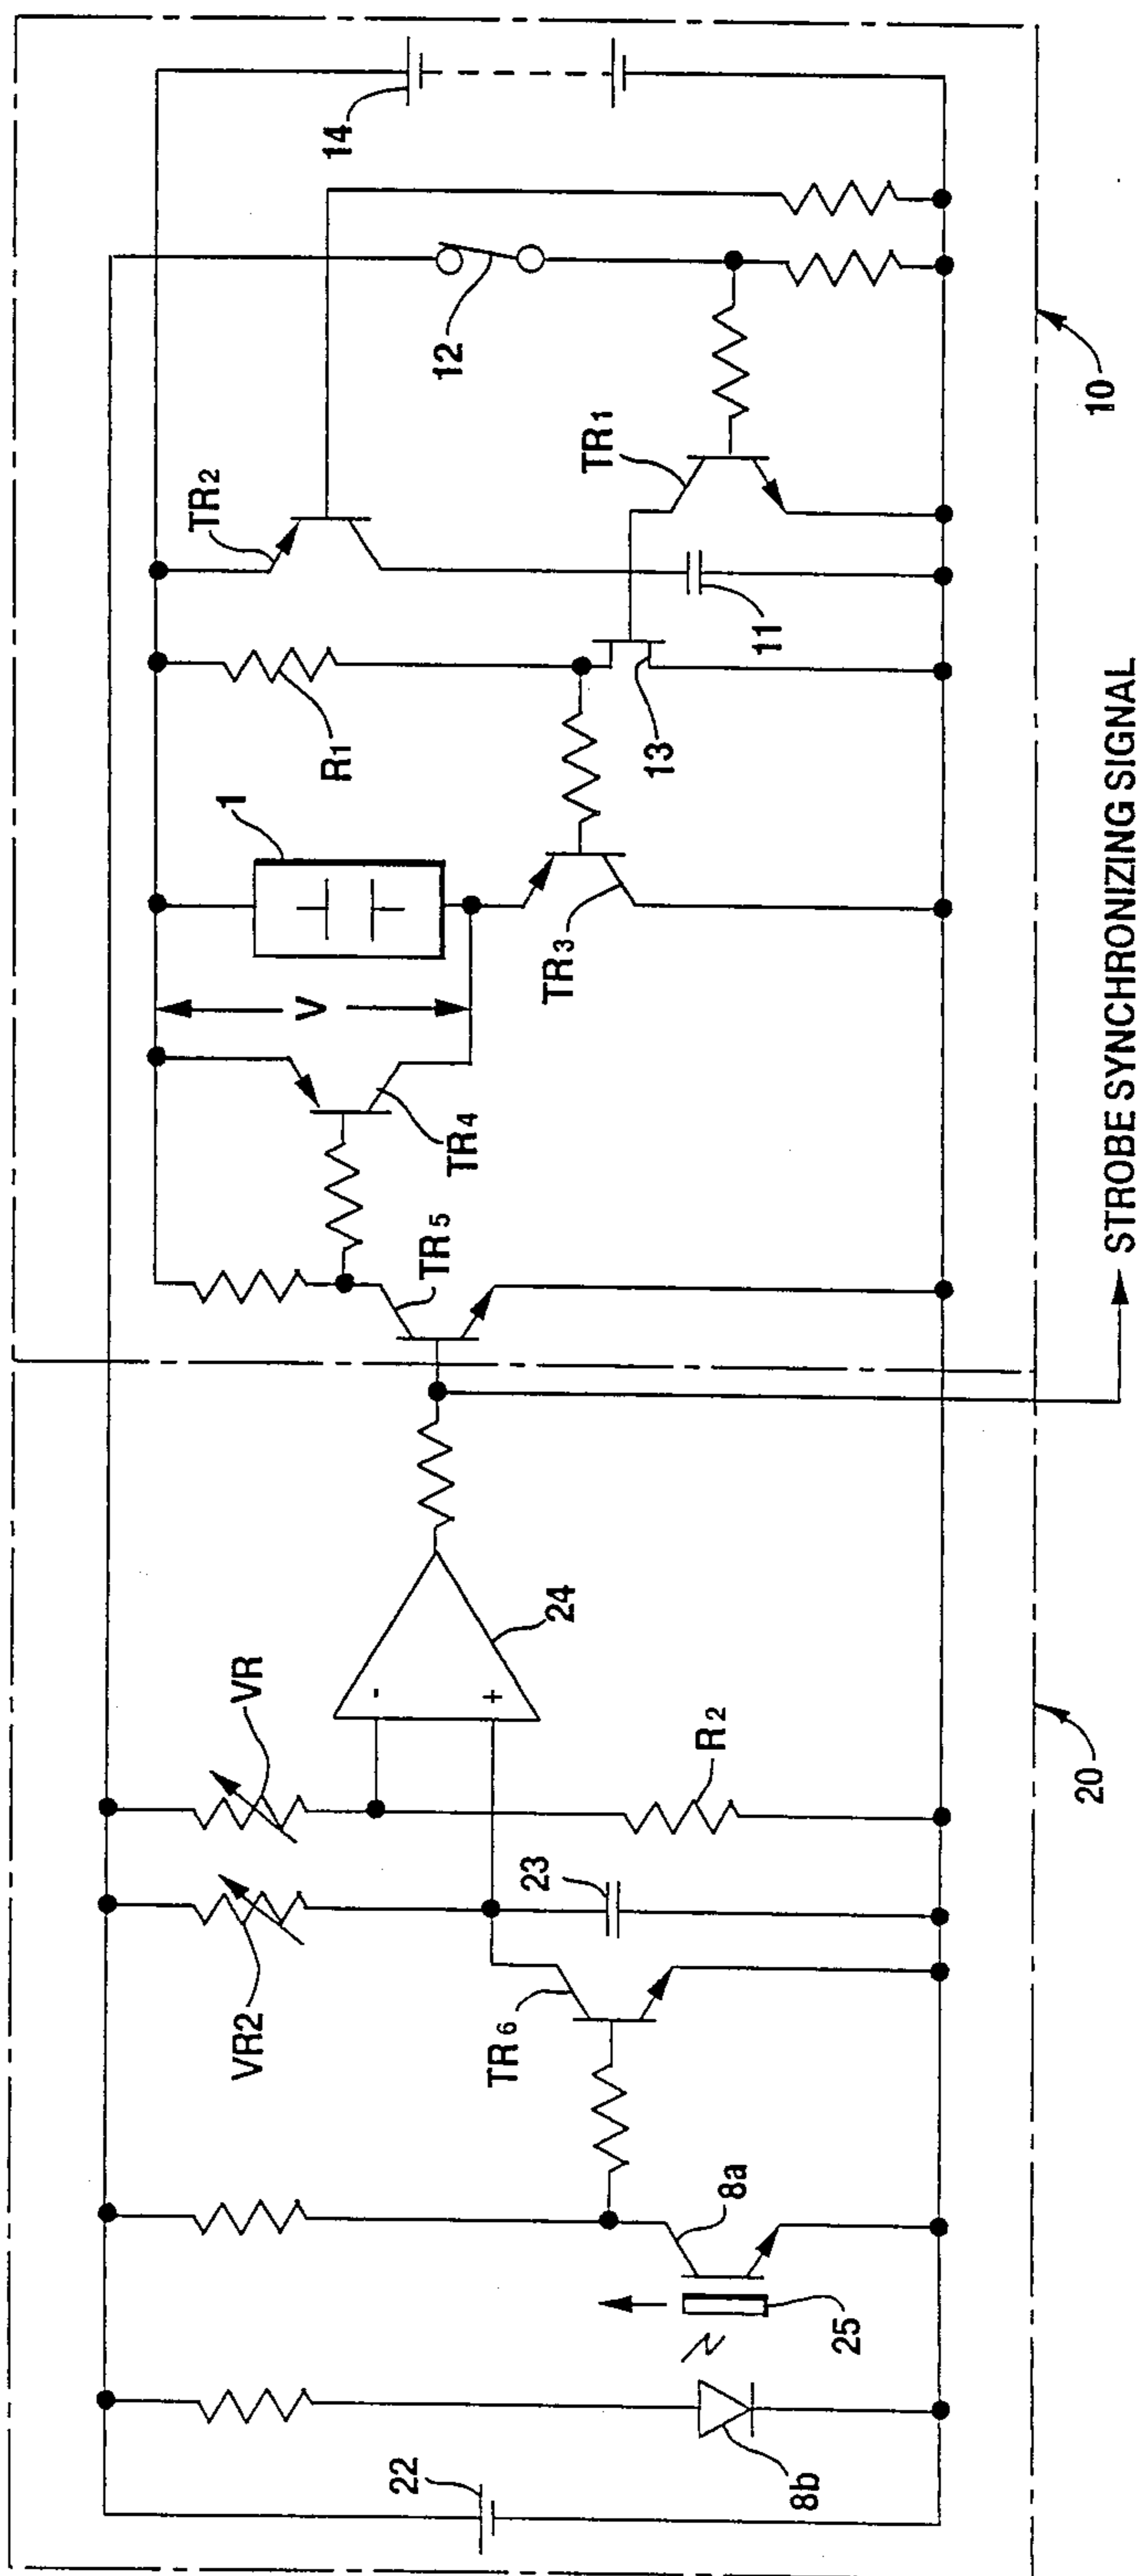 14
12
10
TR2
TR1
11
R1
13
1
TR3
V
TR4
TR5
STROBE SYNCHRONIZING SIGNAL
24
-
+
VR
R2
20
VR2
23
TR6
8a
25
22
8b